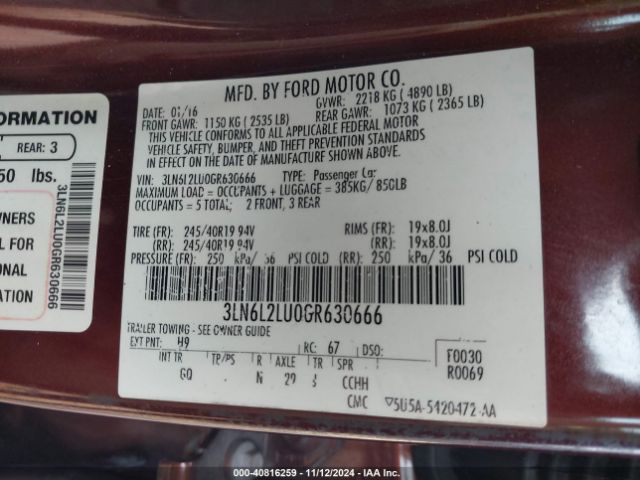 FORMATION
REAR: 3
50 lbs.
WNERS
L FOR
ONAL
3LN6L2LU0GR630666
MFD. BY FORD MOTOR CO.
DATE: 01/16 GVWR: 2218 KG ( 4890 LB)
FRONT GAWR: 1150 KG ( 2535 LB) REAR GAWR: 1073 KG ( 2365 LB)
THIS VEHICLE CONFORMS TO ALL APPLICABLE FEDERAL MOTOR
VEHICLE SAFETY, BUMPER, AND THEFT PREVENTION STANDARDS
IN EFFECT ON THE DATE OF MANUFACTURE SHOWN ABOVE.
VIN: 3LN6L2LU0GR630666 TYPE: Passenger Car
MAXIMUM LOAD = OCCUPANTS + LUGGAGE = 385KG/ 850LB
OCCUPANTS = 5 TOTAL: 2 FRONT, 3 REAR
TIRE (FR): 245/40R19 94V RIMS (FR): 19x8.0J
(RR): 245/40R19 94V (RR): 19x8.0J
PRESSURE (FR): 250 kPa/ 36 PSI COLD (RR): 250 kPa/ 36 PSI COLD
3LN6L2LU0GR630666
TRAILER TOWING - SEE OWNER GUIDE
EXT PNT: H9 RC: 67 DSO: F0030
INT TR TP/PS R AXLE TR SPR R0069
GQ N 29 CCHH
CMC ▽5U5A-5420472-AA
000-40816259 - 11/12/2024 - IAA Inc.